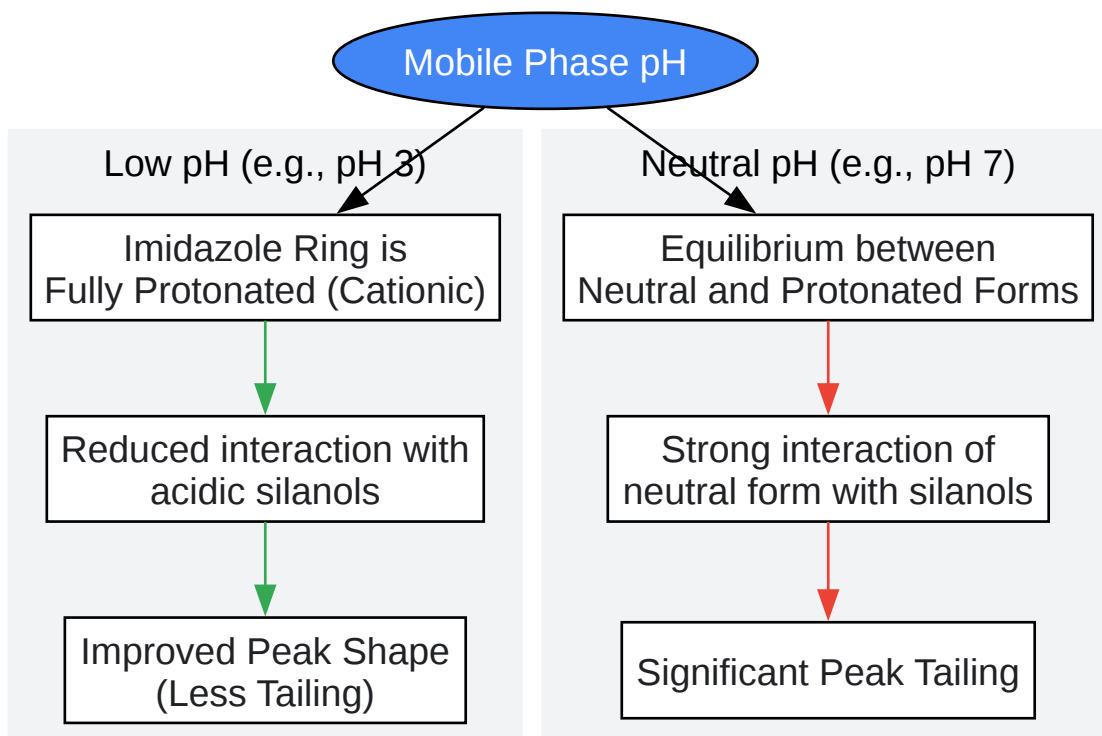 Mobile Phase pH
Low pH (e.g., pH 3)
Imidazole Ring is
Fully Protonated (Cationic)
Reduced interaction with
acidic silanols
Improved Peak Shape
(Less Tailing)
Neutral pH (e.g., pH 7)
Equilibrium between
Neutral and Protonated Forms
Strong interaction of
neutral form with silanols
Significant Peak Tailing